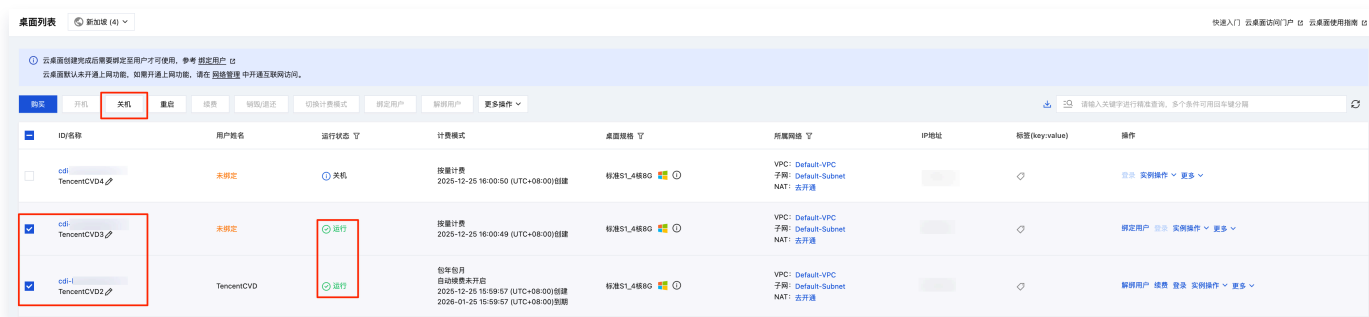 桌面列表 新加坡 (4) 快速入门 云桌面访问门户 云桌面使用指南
云桌面创建完成后需要绑定至用户才可使用，参考 绑定用户
云桌面默认未开通上网功能，如需开通上网功能，请在 网络管理 中开通互联网访问。
购买 开机 关机 重启 续费 销毁/退还 切换计费模式 绑定用户 解绑用户 更多操作 请输入关键字进行精准查询，多个条件可用回车键分隔
ID/名称 用户姓名 运行状态 计费模式 桌面规格 所属网络 IP地址 标签(key:value) 操作
cdi-
TencentCVD4
未绑定
关机
按量计费
2025-12-25 16:00:50 (UTC+08:00)创建
标准S1_4核8G
VPC：Default-VPC
子网：Default-Subnet
NAT：去开通
登录 实例操作 更多
cdi-
TencentCVD3
未绑定
运行
按量计费
2025-12-25 16:00:49 (UTC+08:00)创建
标准S1_4核8G
VPC：Default-VPC
子网：Default-Subnet
NAT：去开通
绑定用户 登录 实例操作 更多
cdi-l
TencentCVD2
TencentCVD
运行
包年包月
自动续费未开启
2025-12-25 15:59:57 (UTC+08:00)创建
2026-01-25 15:59:57 (UTC+08:00)到期
标准S1_4核8G
VPC：Default-VPC
子网：Default-Subnet
NAT：去开通
解绑用户 续费 登录 实例操作 更多